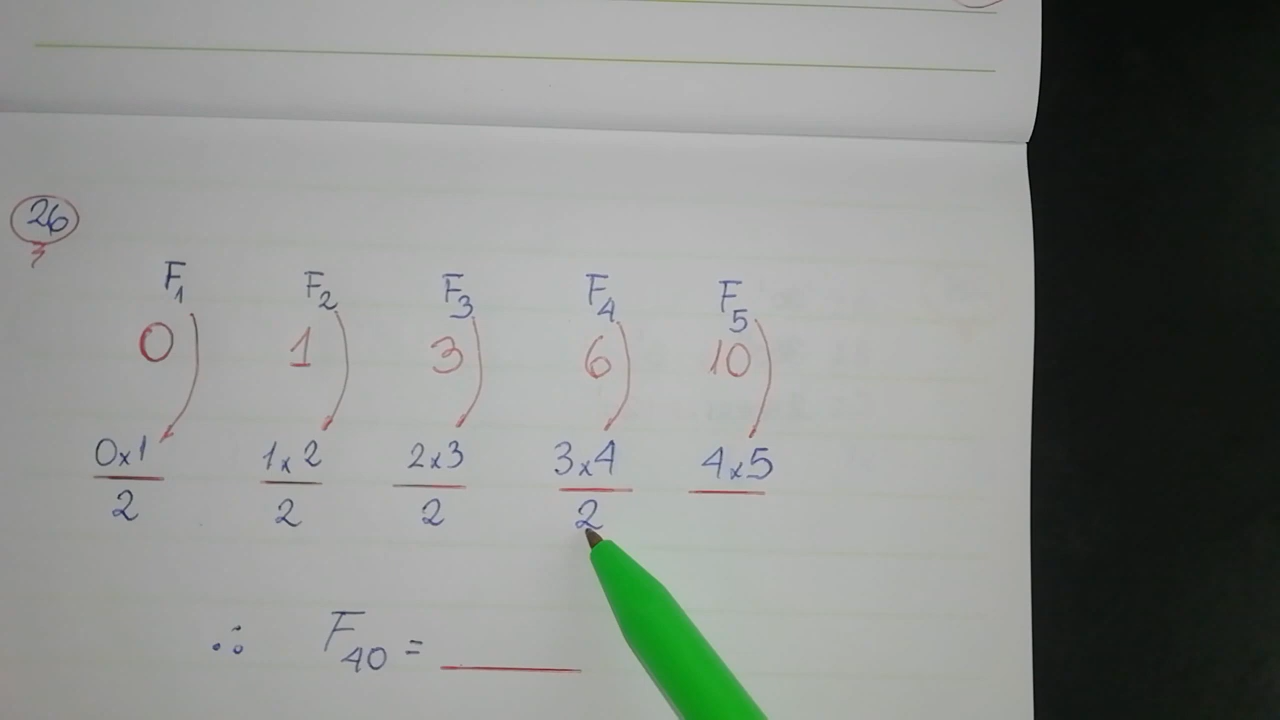 26
F₁ F₂ F₃ F₄ F₅
0 1 3 6 10
0x1/2 1x2/2 2x3/2 3x4/2 4x5
∴ F₄₀ = ______